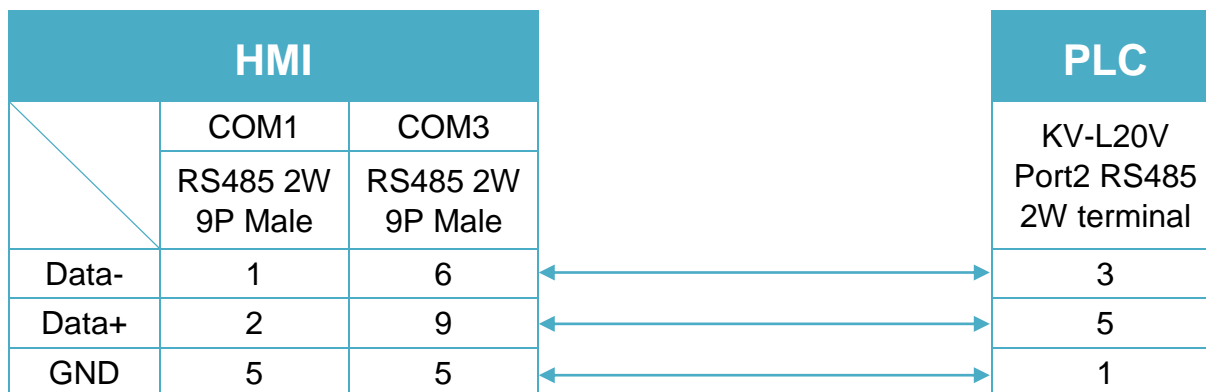 HMI PLC
COM1 COM3
RS485 2W
9P Male
RS485 2W
9P Male
KV-L20V
Port2 RS485
2W terminal
Data- 1 6 3
Data+ 2 9 5
GND 5 5 1